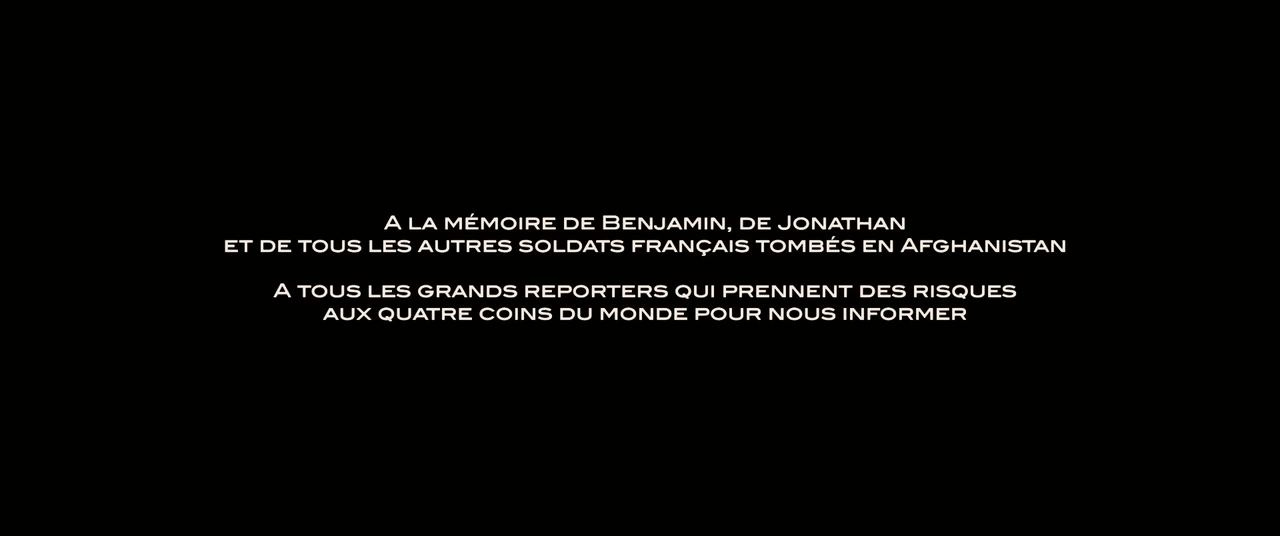 A LA MÉMOIRE DE BENJAMIN, DE JONATHAN
ET DE TOUS LES AUTRES SOLDATS FRANÇAIS TOMBÉS EN AFGHANISTAN
A TOUS LES GRANDS REPORTERS QUI PRENNENT DES RISQUES
AUX QUATRE COINS DU MONDE POUR NOUS INFORMER